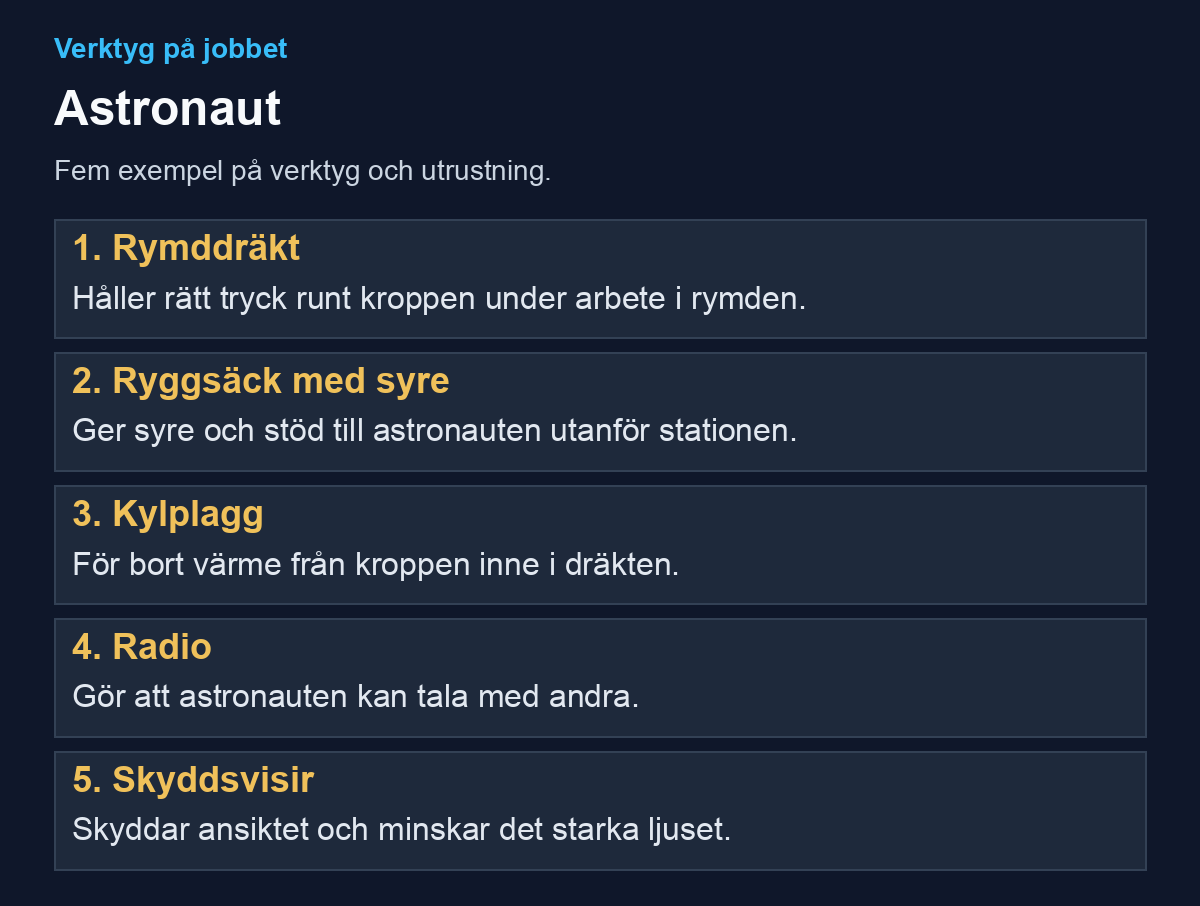 Verktyg på jobbet
Astronaut
Fem exempel på verktyg och utrustning.
1. Rymddräkt
Håller rätt tryck runt kroppen under arbete i rymden.
2. Ryggsäck med syre
Ger syre och stöd till astronauten utanför stationen.
3. Kylplagg
För bort värme från kroppen inne i dräkten.
4. Radio
Gör att astronauten kan tala med andra.
5. Skyddsvisir
Skyddar ansiktet och minskar det starka ljuset.